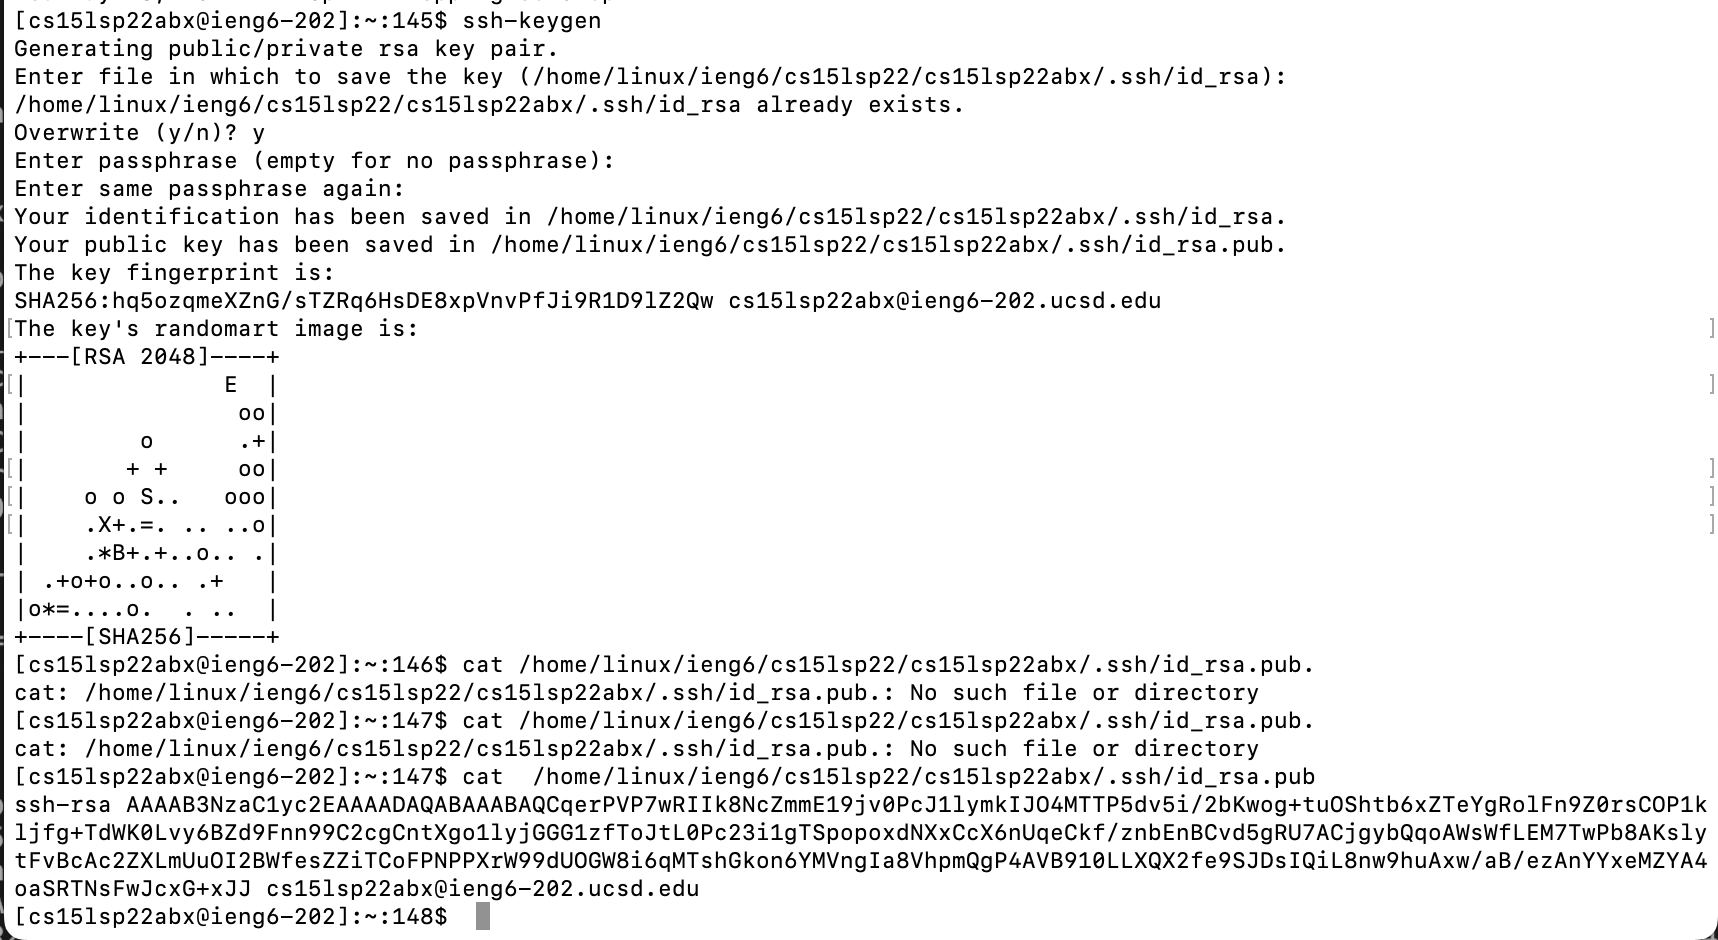 [cs15lsp22abx@ieng6-202]:~:145$ ssh-keygen
Generating public/private rsa key pair.
Enter file in which to save the key (/home/linux/ieng6/cs15lsp22/cs15lsp22abx/.ssh/id_rsa):
/home/linux/ieng6/cs15lsp22/cs15lsp22abx/.ssh/id_rsa already exists.
Overwrite (y/n)? y
Enter passphrase (empty for no passphrase):
Enter same passphrase again:
Your identification has been saved in /home/linux/ieng6/cs15lsp22/cs15lsp22abx/.ssh/id_rsa.
Your public key has been saved in /home/linux/ieng6/cs15lsp22/cs15lsp22abx/.ssh/id_rsa.pub.
The key fingerprint is:
SHA256:hq5ozqmeXZnG/sTZRq6HsDE8xpVnvPfJi9R1D9lZ2Qw cs15lsp22abx@ieng6-202.ucsd.edu
[The key's randomart image is: ]
+---[RSA 2048]----+
[|               E  | ]
|                oo|
|         o      .+|
[|        + +     oo| ]
[|     o o S..   ooo| ]
[|     .X+.=. .. ..o| ]
|     .*B+.+..o.. .|
|  .+o+o..o.. .+   |
|o*=....o.  . ..  |
+----[SHA256]-----+
[cs15lsp22abx@ieng6-202]:~:146$ cat /home/linux/ieng6/cs15lsp22/cs15lsp22abx/.ssh/id_rsa.pub.
cat: /home/linux/ieng6/cs15lsp22/cs15lsp22abx/.ssh/id_rsa.pub.: No such file or directory
[cs15lsp22abx@ieng6-202]:~:147$ cat /home/linux/ieng6/cs15lsp22/cs15lsp22abx/.ssh/id_rsa.pub.
cat: /home/linux/ieng6/cs15lsp22/cs15lsp22abx/.ssh/id_rsa.pub.: No such file or directory
[cs15lsp22abx@ieng6-202]:~:147$ cat  /home/linux/ieng6/cs15lsp22/cs15lsp22abx/.ssh/id_rsa.pub
ssh-rsa AAAAB3NzaC1yc2EAAAADAQABAAABAQCqerPVP7wRIIk8NcZmmE19jv0PcJ1lymkIJO4MTTP5dv5i/2bKwog+tuOShtb6xZTeYgRolFn9Z0rsCOP1k
ljfg+TdWK0Lvy6BZd9Fnn99C2cgCntXgo1lyjGGG1zfToJtL0Pc23i1gTSpopoxdNXxCcX6nUqeCkf/znbEnBCvd5gRU7ACjgybQqoAWsWfLEM7TwPb8AKsly
tFvBcAc2ZXLmUuOI2BWfesZZiTCoFPNPPXrW99dUOGW8i6qMTshGkon6YMVngIa8VhpmQgP4AVB910LLXQX2fe9SJDsIQiL8nw9huAxw/aB/ezAnYYxeMZYA4
oaSRTNsFwJcxG+xJJ cs15lsp22abx@ieng6-202.ucsd.edu
[cs15lsp22abx@ieng6-202]:~:148$